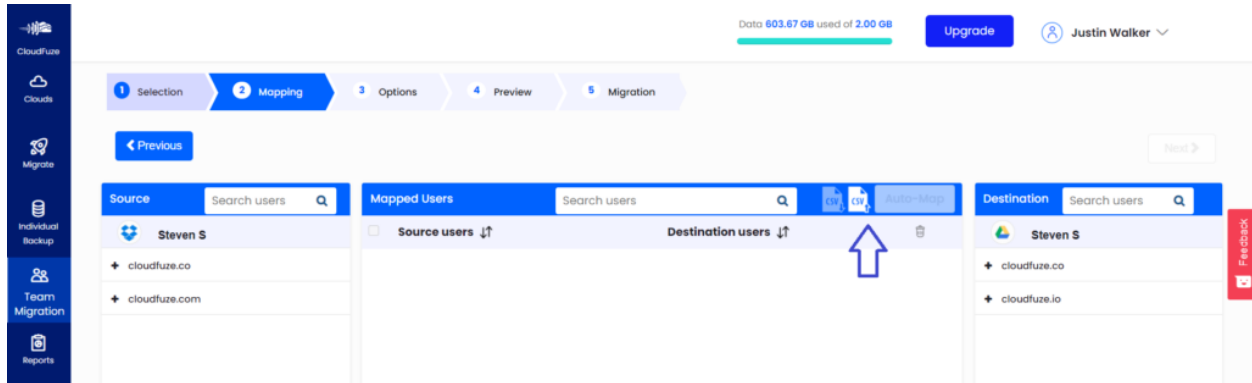 CloudFuze
Data 603.67 GB used of 2.00 GB
Upgrade
Justin Walker
Clouds
Migrate
Individual
Backup
Team
Migration
Reports
1 Selection
2 Mapping
3 Options
4 Preview
5 Migration
Previous
Next
Source
Search users
Steven S
+ cloudfuze.co
+ cloudfuze.com
Mapped Users
Search users
CSV
CSV
Auto-Map
Source users
Destination users
Destination
Search users
Steven S
+ cloudfuze.co
+ cloudfuze.io
Feedback